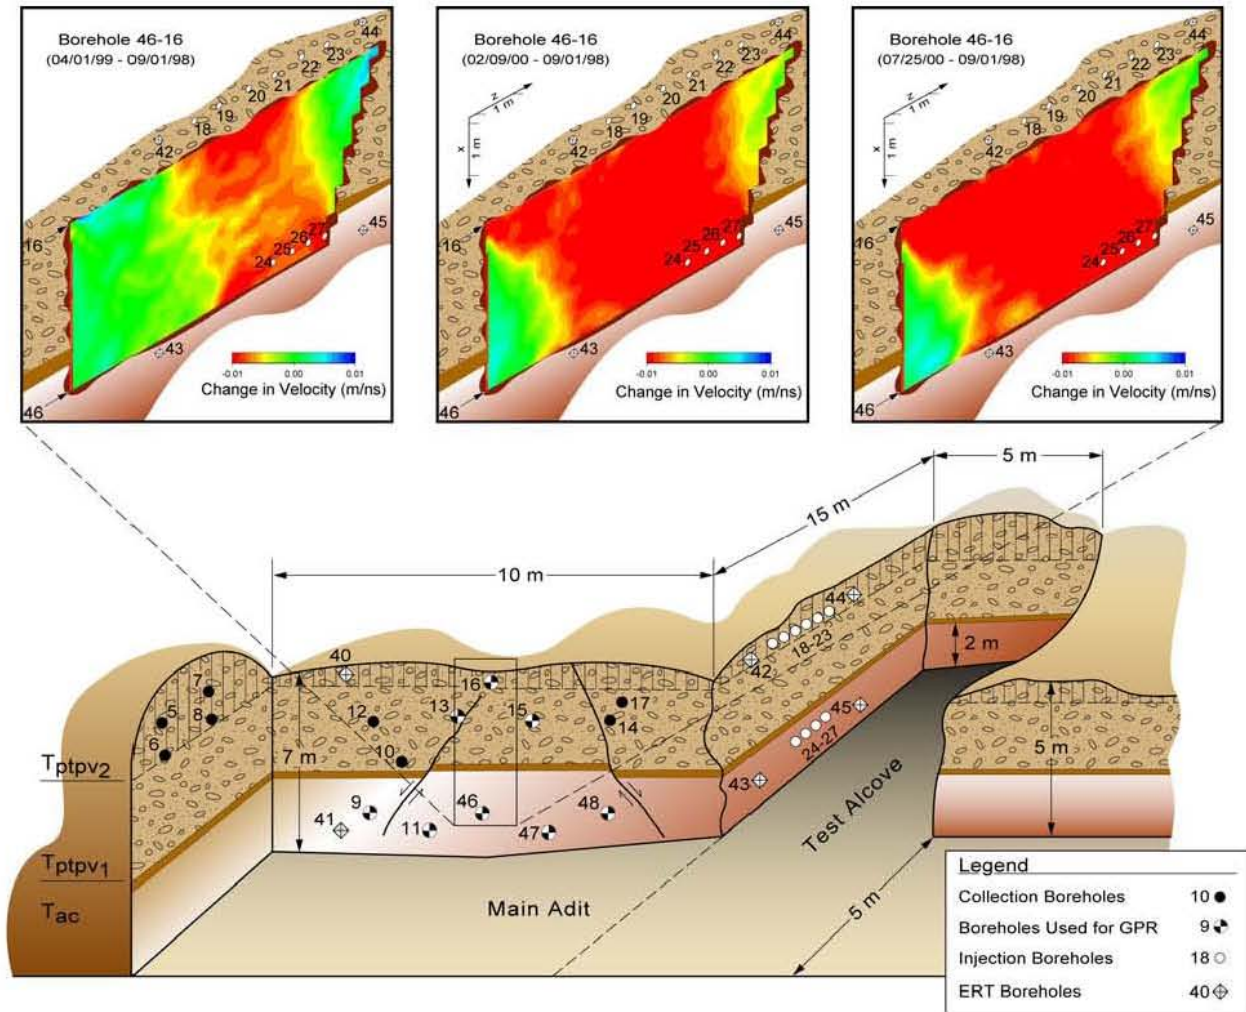 Borehole 46-16
(04/01/99 - 09/01/98)
44
23
22
21
20
19
18
42
16
45
27
26
25
24
43
46
-0.01 0.00 0.01
Change in Velocity (m/ns)
Borehole 46-16
(02/09/00 - 09/01/98)
z
1 m
x
1 m
44
23
22
21
20
19
18
42
16
45
27
26
25
24
43
46
-0.01 0.00 0.01
Change in Velocity (m/ns)
Borehole 46-16
(07/25/00 - 09/01/98)
z
1 m
x
1 m
44
23
22
21
20
19
18
42
16
45
27
26
25
24
43
46
-0.01 0.00 0.01
Change in Velocity (m/ns)
5 m
15 m
10 m
44
18-23
42
2 m
40
16
7
5
8
6
12
13
15
17
14
10
7 m
45
24-27
43
5 m
Tptpv2
9
46
48
41
11
47
Test Alcove
Tptpv1
Tac
Main Adit
5 m
Legend
Collection Boreholes 10
Boreholes Used for GPR 9
Injection Boreholes 18
ERT Boreholes 40